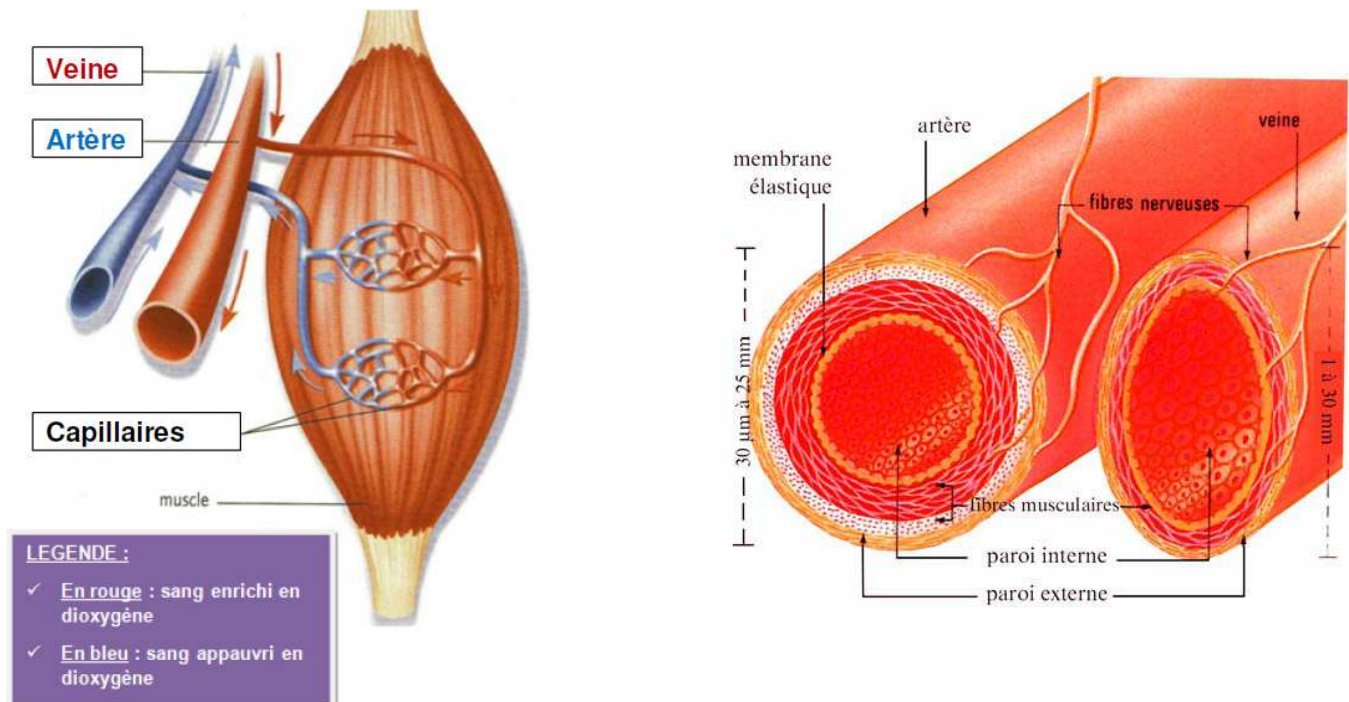 Veine
Artère
Capillaires
muscle
LEGENDE :
✓ En rouge : sang enrichi en
dioxygène
✓ En bleu : sang appauvri en
dioxygène
artère
veine
membrane
élastique
fibres nerveuses
30 µm à 25 mm
1 à 30 mm
fibres musculaires
paroi interne
paroi externe